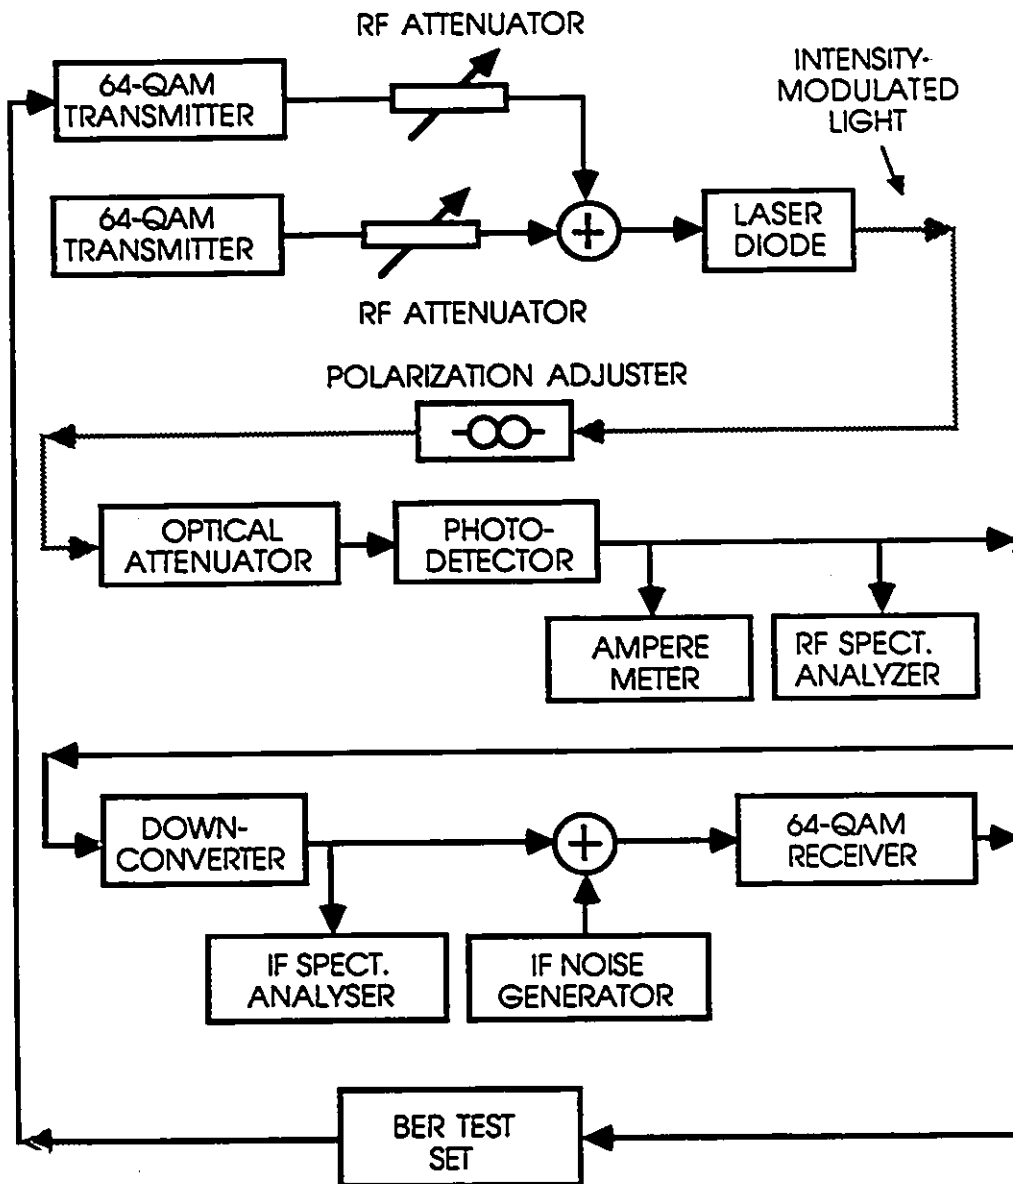 RF ATTENUATOR
64-QAM
TRANSMITTER
INTENSITY-
MODULATED
LIGHT
64-QAM
TRANSMITTER
LASER
DIODE
RF ATTENUATOR
POLARIZATION ADJUSTER
OPTICAL
ATTENUATOR
PHOTO-
DETECTOR
AMPERE
METER
RF SPECT.
ANALYZER
DOWN-
CONVERTER
64-QAM
RECEIVER
IF SPECT.
ANALYSER
IF NOISE
GENERATOR
BER TEST
SET